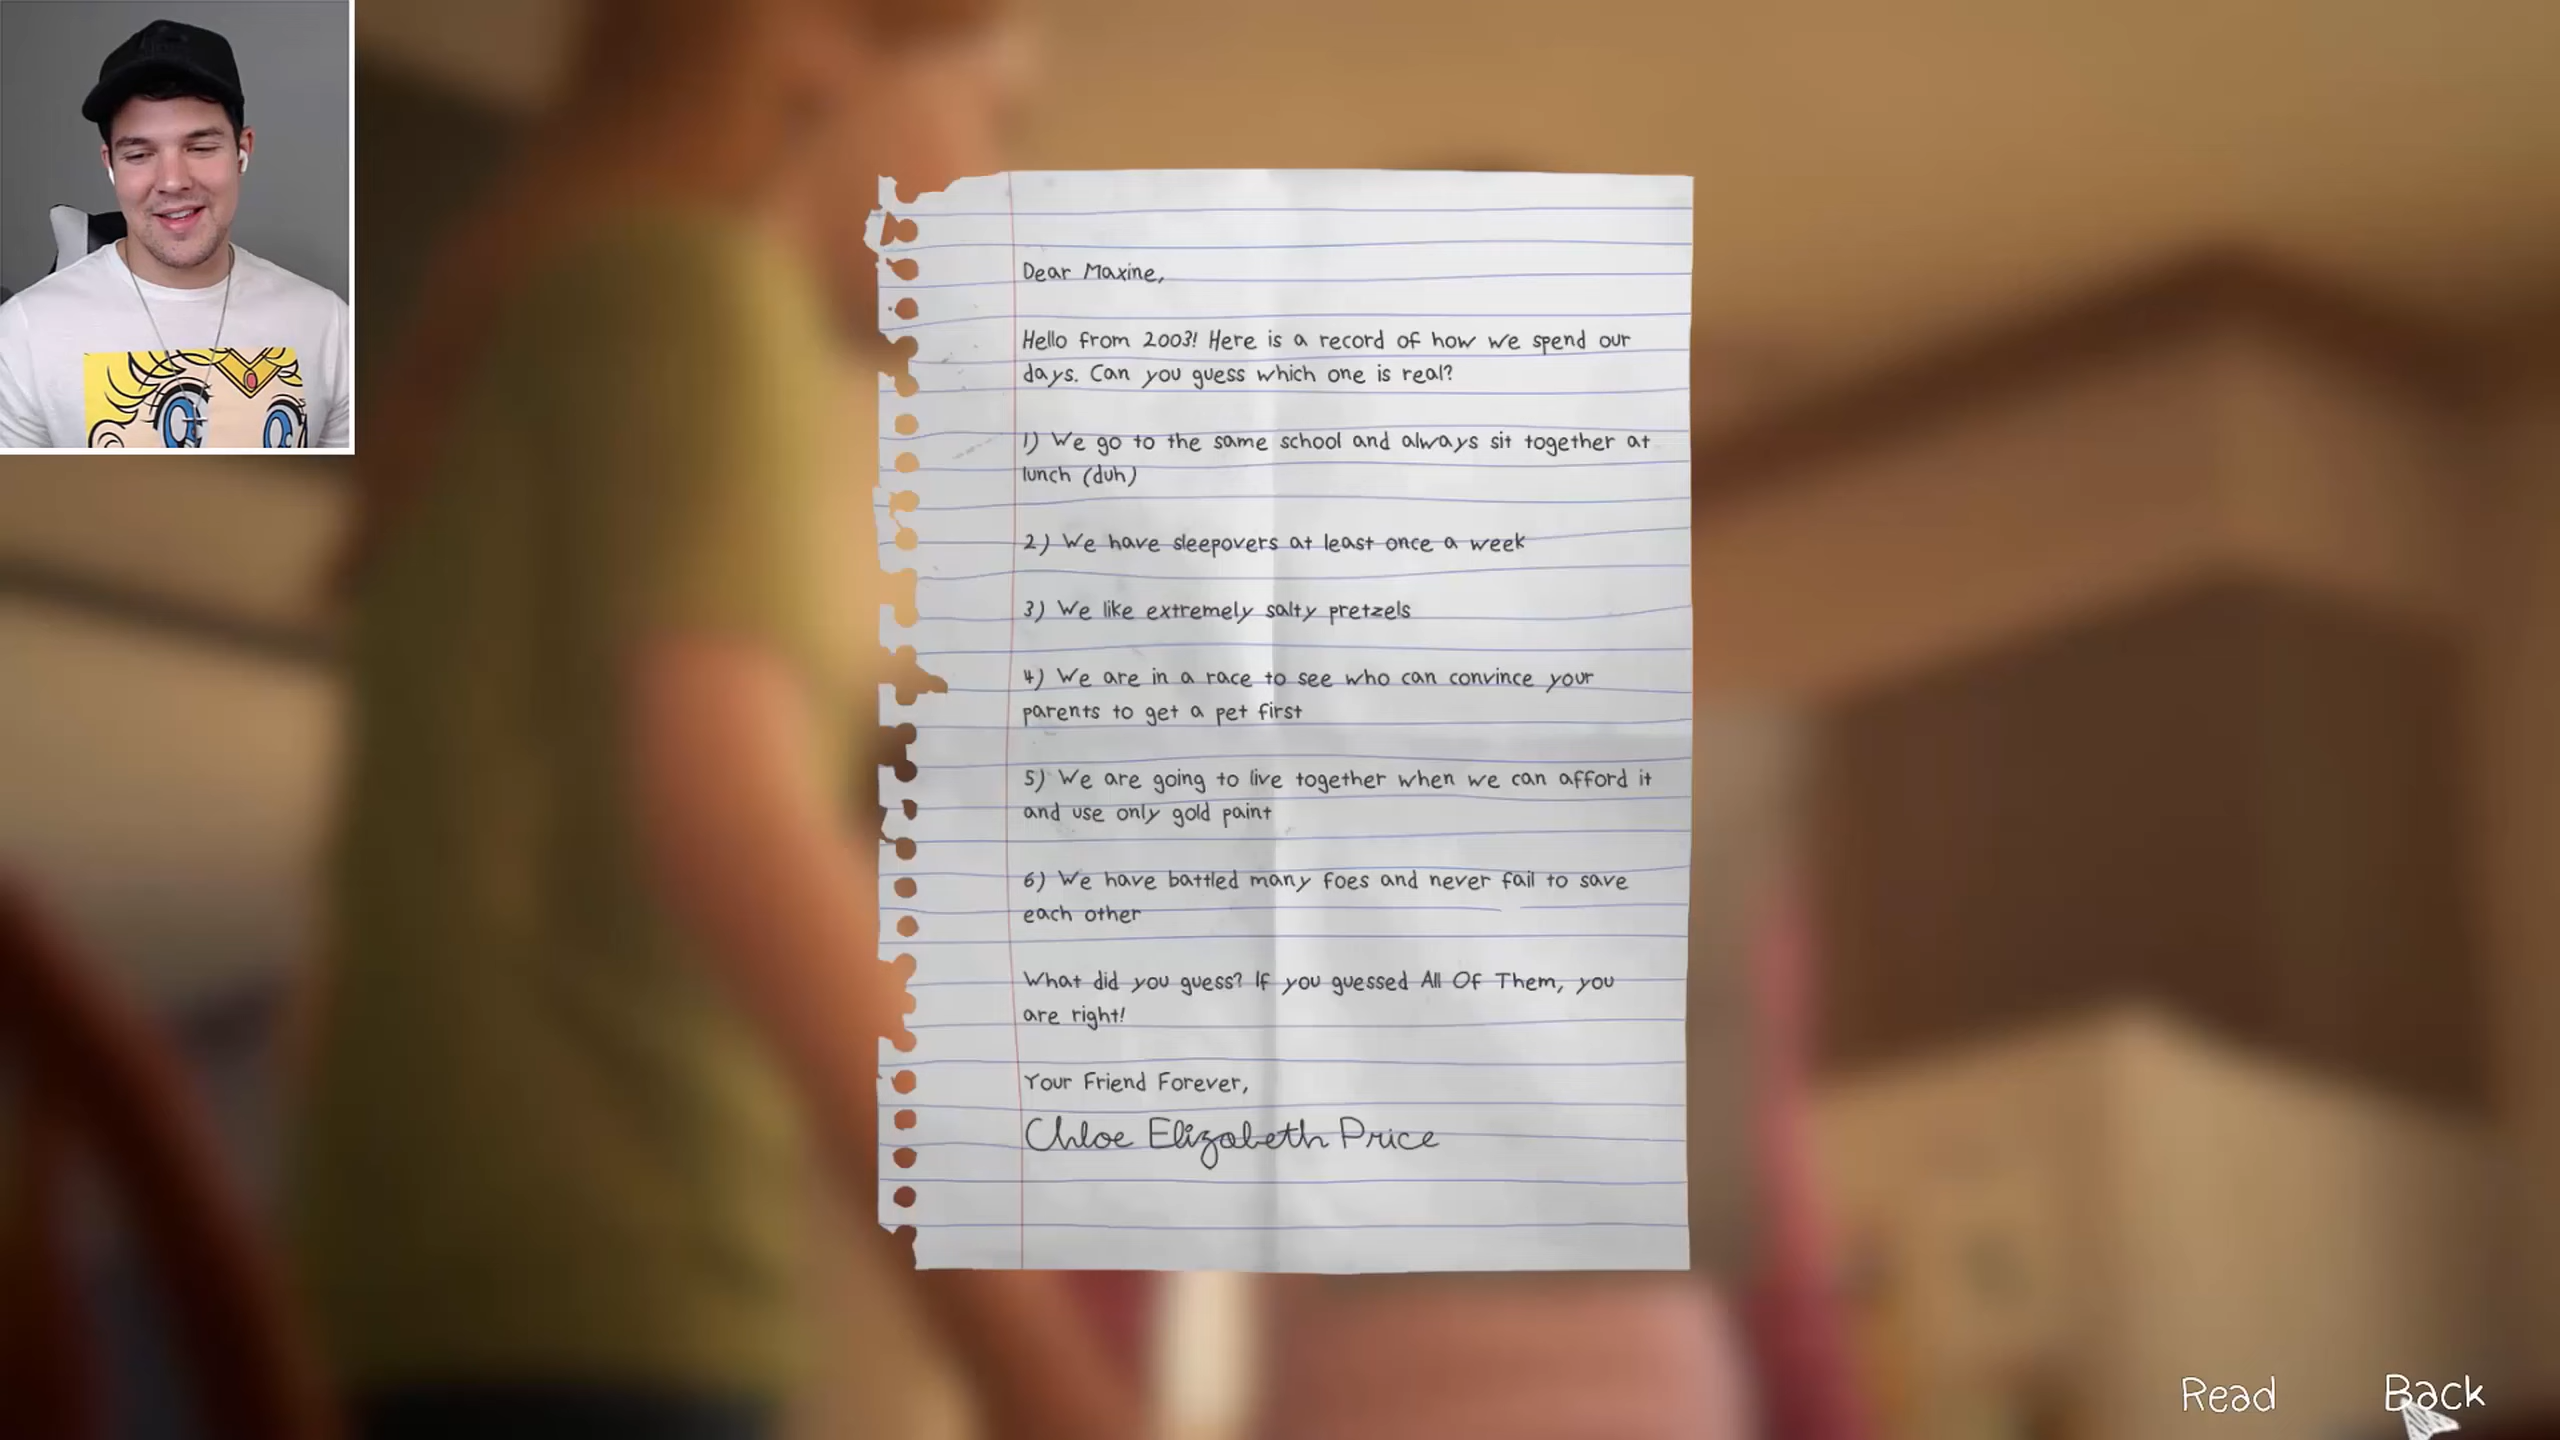 Dear Maxine,
Hello from 2003! Here is a record of how we spend our
days. Can you guess which one is real?
1) We go to the same school and always sit together at
lunch (duh)
2) We have sleepovers at least once a week
3) We like extremely salty pretzels
4) We are in a race to see who can convince your
parents to get a pet first
5) We are going to live together when we can afford it
and use only gold paint
6) We have battled many foes and never fail to save
each other
What did you guess? If you guessed All Of Them, you
are right!
Your Friend Forever,
Chloe Elizabeth Price
Read
Back